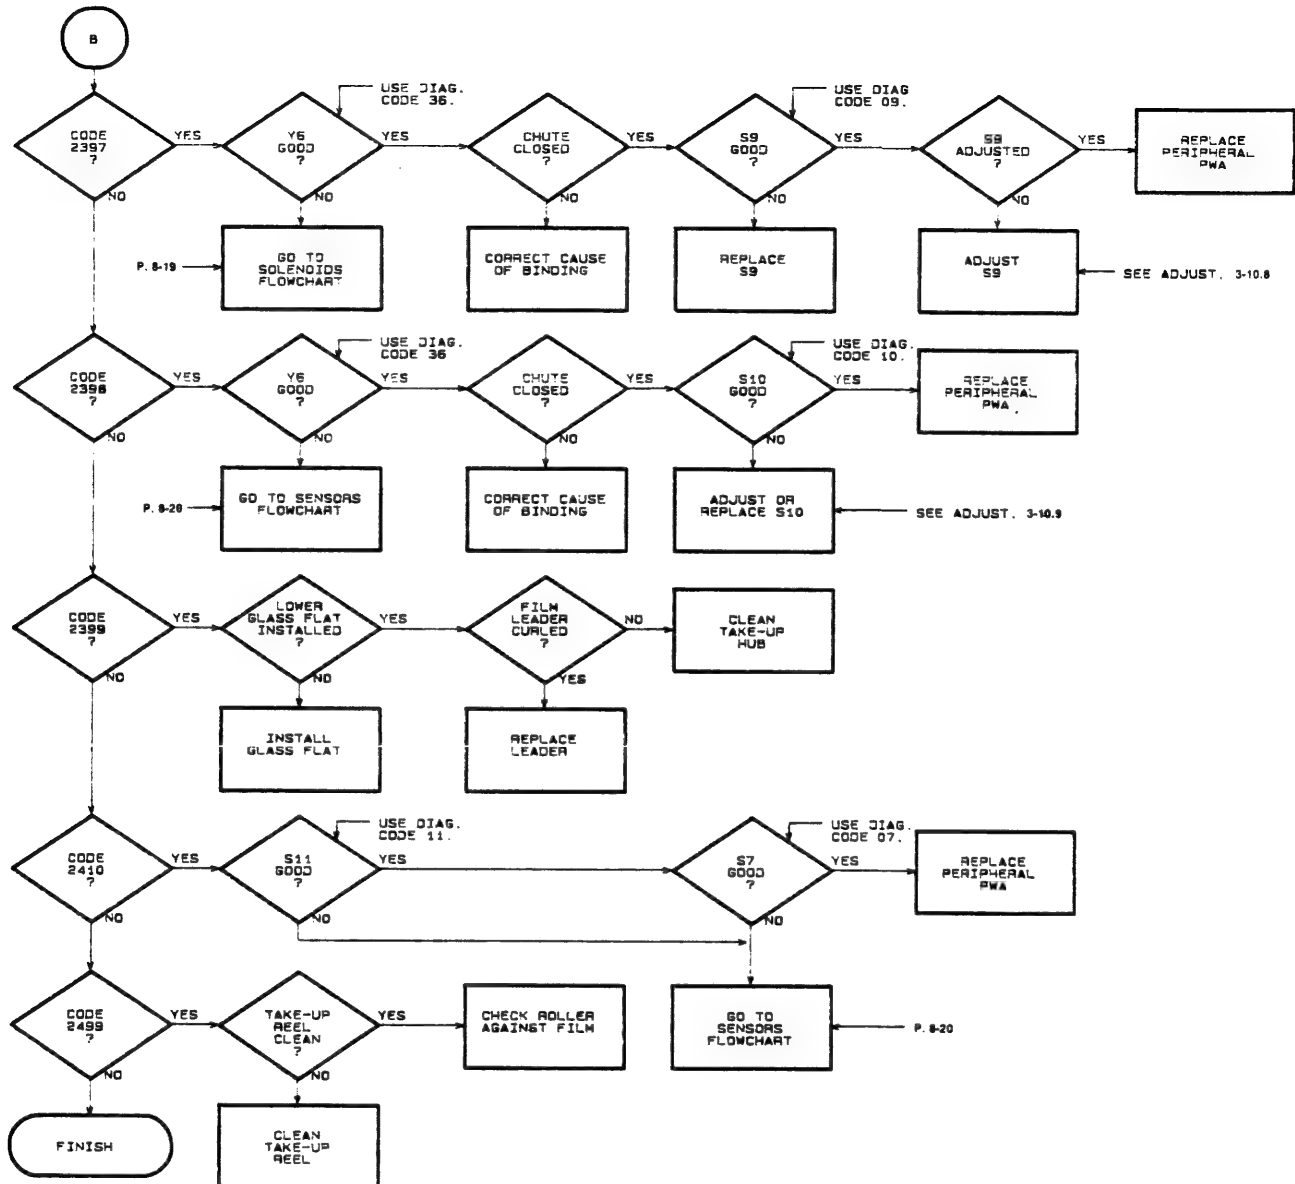 B
USE DIAG.
CODE 36.
USE DIAG
CODE 09.
CODE
2397
?
YES
NO
Y6
GOOD
?
YES
NO
CHUTE
CLOSED
?
YES
NO
S9
GOOD
?
YES
NO
S9
ADJUSTED
?
YES
NO
REPLACE
PERIPHERAL
PWA
P. 8-19
GO TO
SOLENOIDS
FLOWCHART
CORRECT CAUSE
OF BINDING
REPLACE
S9
ADJUST
S9
SEE ADJUST. 3-10.8
USE DIAG.
CODE 36
USE DIAG.
CODE 10.
CODE
2398
?
YES
NO
Y6
GOOD
?
YES
NO
CHUTE
CLOSED
?
YES
NO
S10
GOOD
?
YES
NO
REPLACE
PERIPHERAL
PWA
P. 8-20
GO TO SENSORS
FLOWCHART
CORRECT CAUSE
OF BINDING
ADJUST OR
REPLACE S10
SEE ADJUST. 3-10.9
CODE
2399
?
YES
NO
LOWER
GLASS FLAT
INSTALLED
?
YES
NO
FILM
LEADER
CURLED
?
NO
YES
CLEAN
TAKE-UP
HUB
INSTALL
GLASS FLAT
REPLACE
LEADER
USE DIAG.
CODE 11.
USE DIAG.
CODE 07.
CODE
2410
?
YES
NO
S11
GOOD
?
YES
NO
S7
GOOD
?
YES
NO
REPLACE
PERIPHERAL
PWA
CODE
2499
?
YES
NO
TAKE-UP
REEL
CLEAN
?
YES
NO
CHECK ROLLER
AGAINST FILM
GO TO
SENSORS
FLOWCHART
P. 8-20
FINISH
CLEAN
TAKE-UP
REEL